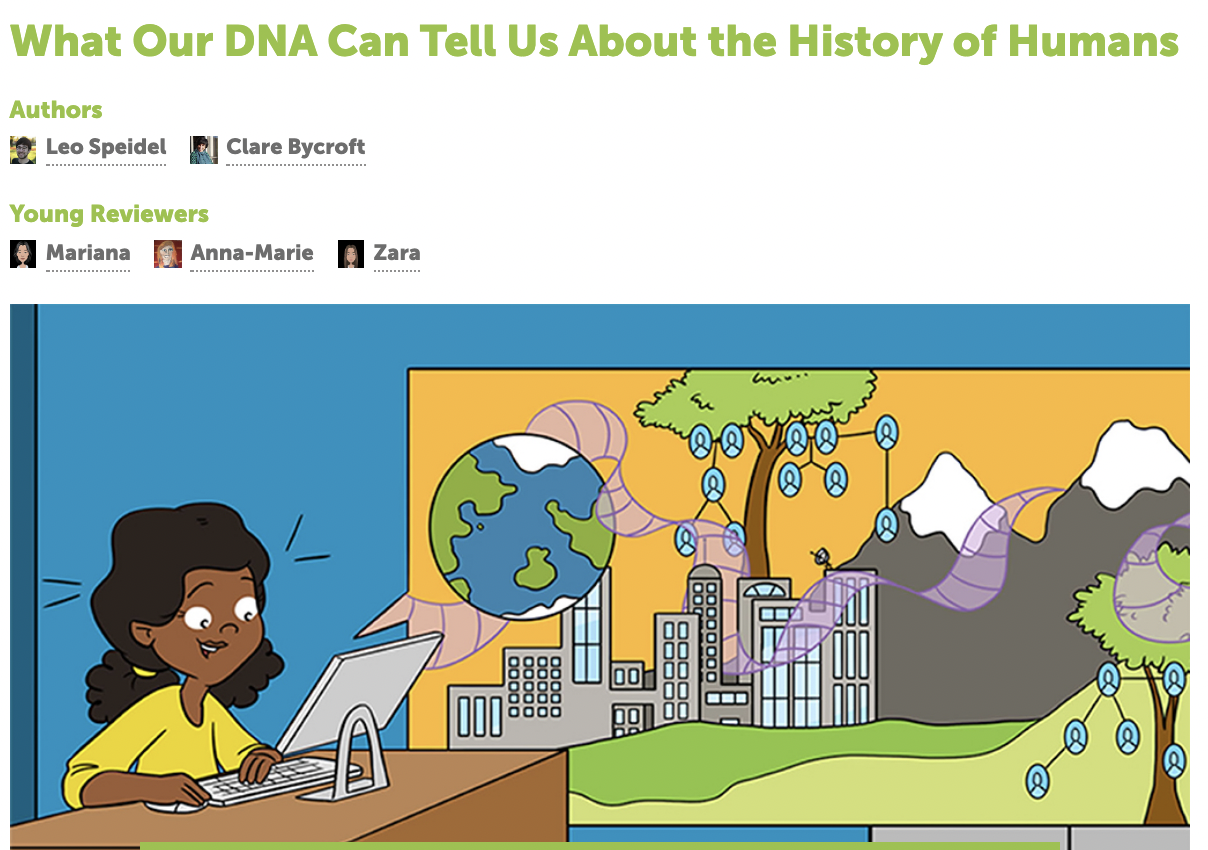 What Our DNA Can Tell Us About the History of Humans
Authors
Leo Speidel Clare Bycroft
Young Reviewers
Mariana Anna-Marie Zara